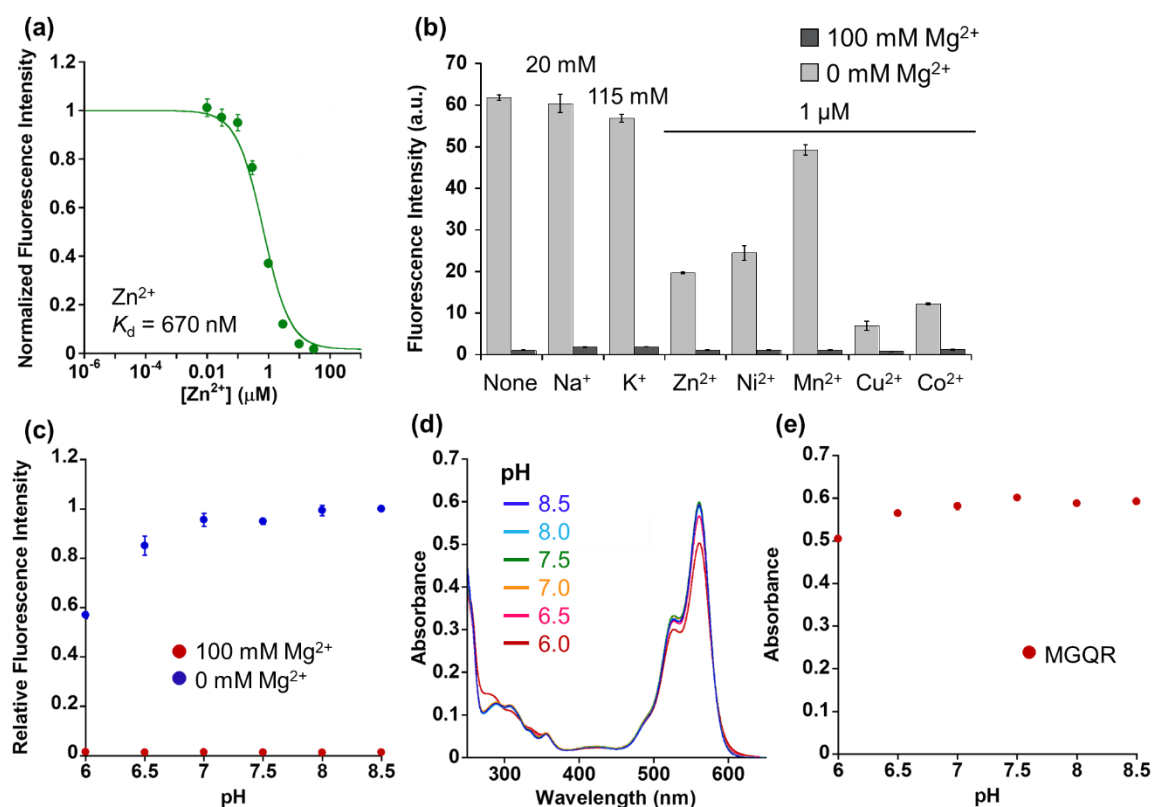 (a)
Normalized Fluorescence Intensity
1.2
1
0.8
0.6
0.4
0.2
0
Zn²⁺
Kd = 670 nM
10⁻⁶ 10⁻⁴ 0.01 1 100
[Zn²⁺] (μM)
(b)
100 mM Mg²⁺
0 mM Mg²⁺
Fluorescence Intensity (a.u.)
80
70
60
50
40
30
20
10
0
20 mM
115 mM
1 μM
None Na⁺ K⁺ Zn²⁺ Ni²⁺ Mn²⁺ Cu²⁺ Co²⁺
(c)
Relative Fluorescence Intensity
1.2
1
0.8
0.6
0.4
0.2
0
100 mM Mg²⁺
0 mM Mg²⁺
6 6.5 7 7.5 8 8.5
pH
(d)
Absorbance
0.7
0.6
0.5
0.4
0.3
0.2
0.1
0
pH
8.5
8.0
7.5
7.0
6.5
6.0
300 400 500 600
Wavelength (nm)
(e)
Absorbance
0.7
0.6
0.5
0.4
0.3
0.2
0.1
0
MGQR
6 6.5 7 7.5 8 8.5
pH